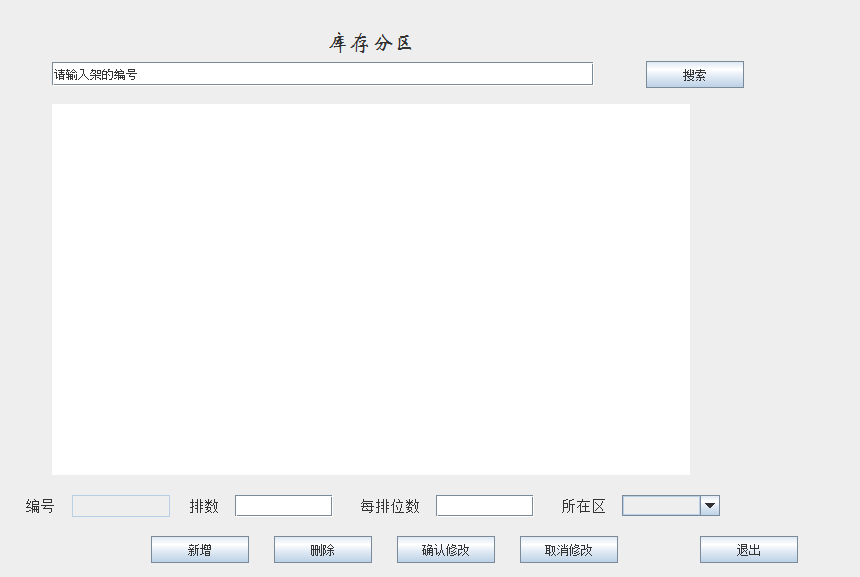 库存分区
请输入架的编号 搜索
编号 排数 每排位数 所在区
新增 删除 确认修改 取消修改 退出